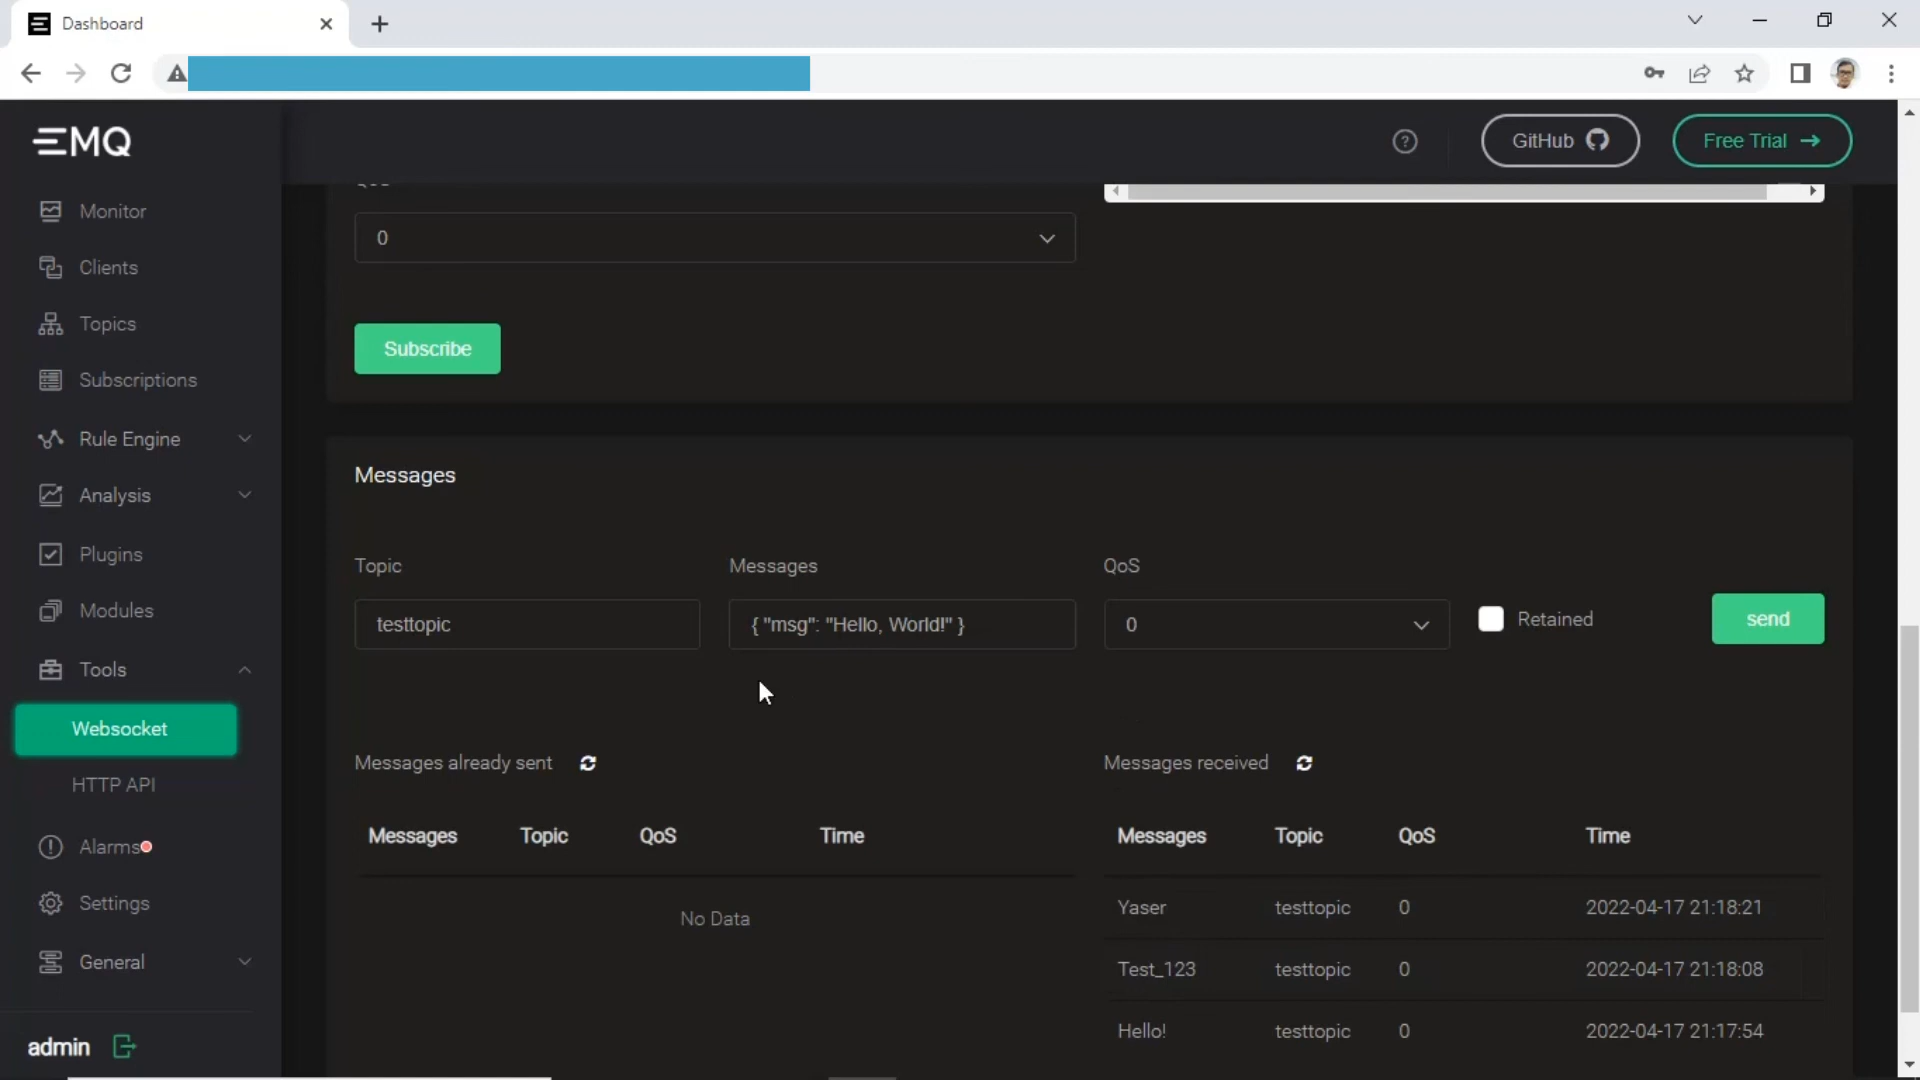 Dashboard
EMQ
GitHub
Free Trial →
Monitor
Clients
Topics
Subscriptions
Rule Engine
Analysis
Plugins
Modules
Tools
Websocket
HTTP API
Alarms
Settings
General
admin
0
Subscribe
Messages
Topic Messages QoS
testtopic { "msg": "Hello, World!" } 0 Retained send
Messages already sent
Messages Topic QoS Time
No Data
Messages received
Messages Topic QoS Time
Yaser testtopic 0 2022-04-17 21:18:21
Test_123 testtopic 0 2022-04-17 21:18:08
Hello! testtopic 0 2022-04-17 21:17:54